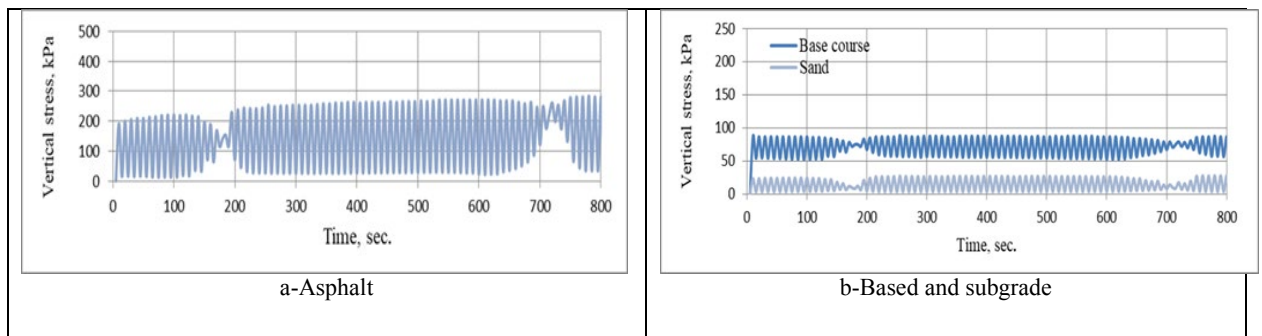 Vertical stress, kPa
500
400
300
200
100
0
0 100 200 300 400 500 600 700 800
Time, sec.
a-Asphalt
Vertical stress, kPa
250
200
150
100
50
0
Base course
Sand
0 100 200 300 400 500 600 700 800
Time, sec.
b-Based and subgrade